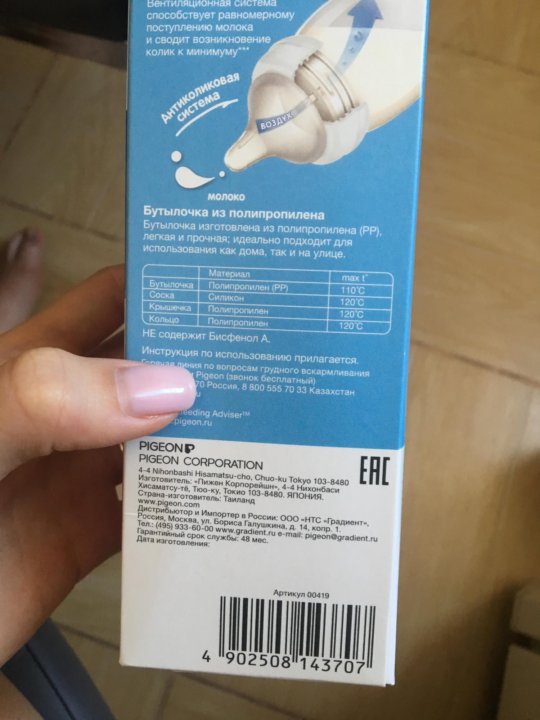 Вентиляционная система
способствует равномерному
поступлению молока
и сводит возникновение
колик к минимуму***
Антиколиковая
система
ВОЗДУХ
молоко
Бутылочка из полипропилена
Бутылочка изготовлена из полипропилена (PP),
легкая и прочная; идеально подходит для
использования как дома, так и на улице.
Материал max t°
Бутылочка Полипропилен (PP) 110°C
Соска Силикон 120°C
Крышечка Полипропилен 120°C
Кольцо Полипропилен 120°C
НЕ содержит Бисфенол А.
Инструкция по использованию прилагается.
Горячая линия по вопросам грудного вскармливания
и Pigeon (звонок бесплатный)
70 Россия, 8 800 555 70 33 Казахстан
Adviser™
pigeon.ru
PIGEON
PIGEON CORPORATION
EAC
4-4 Nihonbashi Hisamatsu-cho, Chuo-ku Tokyo 103-8480
Изготовитель: «Пижен Корпорейшн», 4-4 Нихонбаси
Хисаматсу-тё, Тюо-ку, Токио 103-8480. ЯПОНИЯ.
Страна-изготовитель: Таиланд
www.pigeon.com
Дистрибьютор и Импортер в России: ООО «НТС «Градиент»,
Россия, Москва, ул. Бориса Галушкина, д. 14, копр. 1.
Тел.: (495) 933-60-00 www.gradient.ru e-mail: pigeon@gradient.ru
Гарантийный срок службы: 48 мес.
Дата изготовления:
Артикул 00419
4 902508 143707